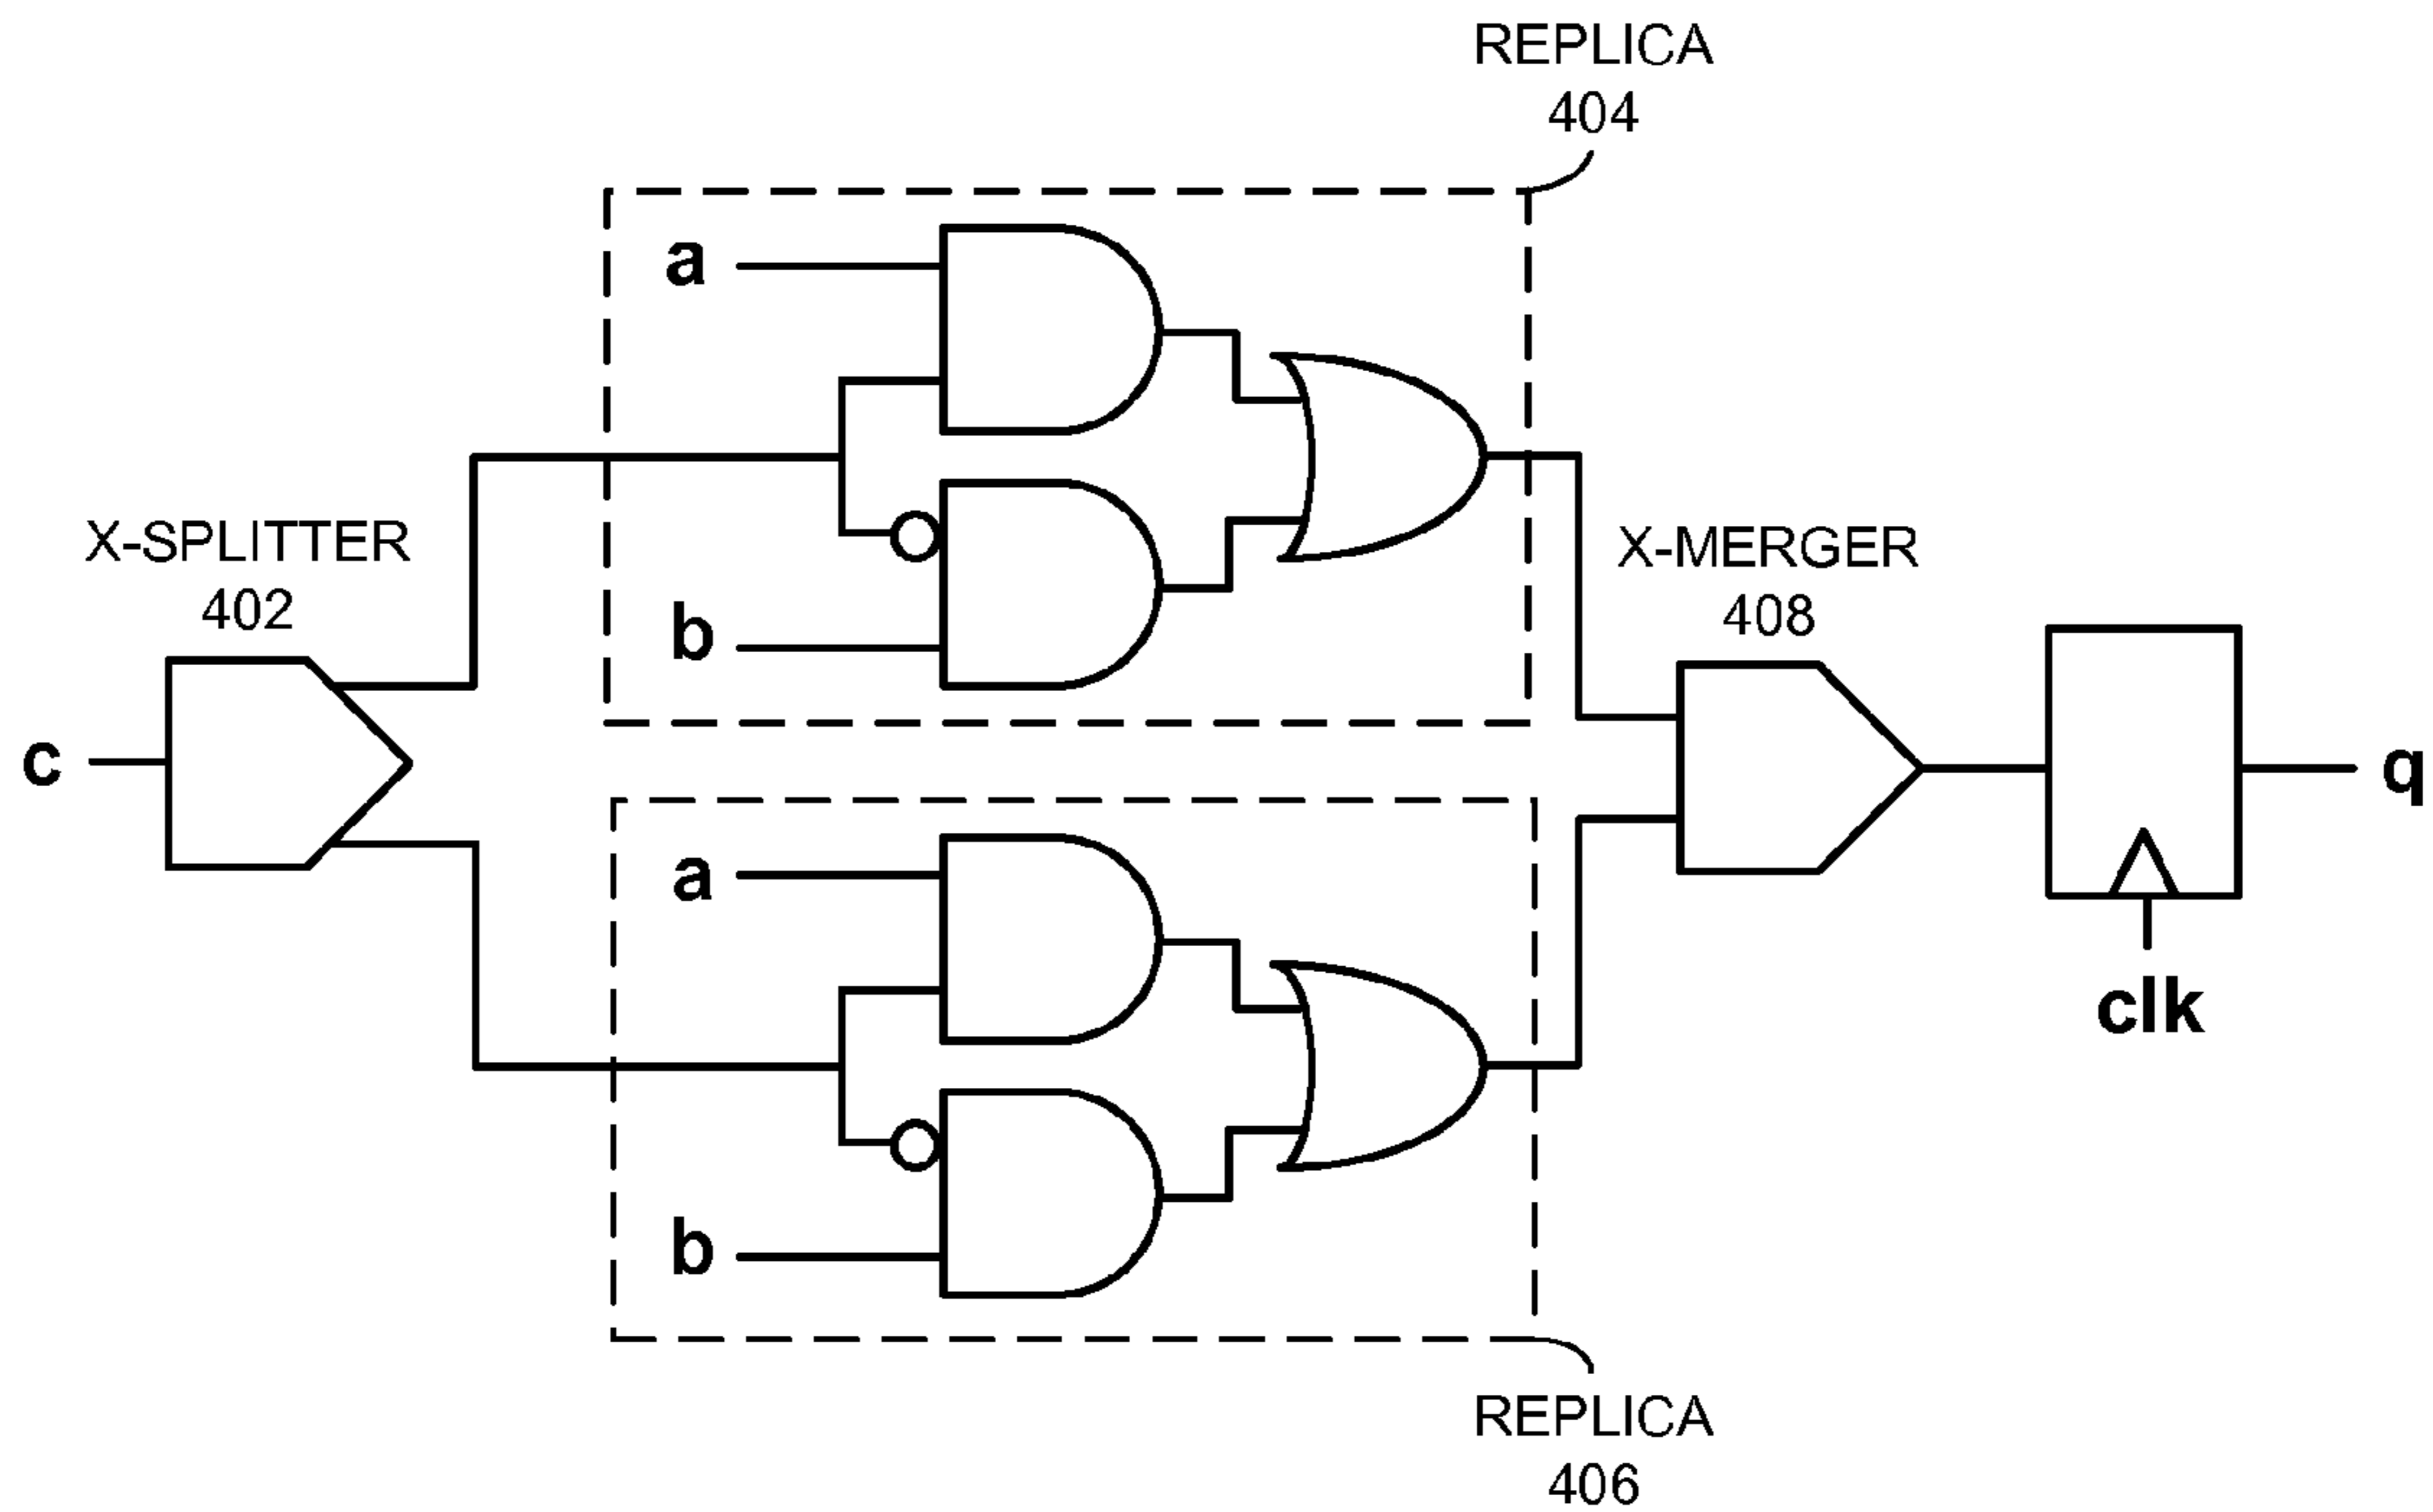 REPLICA
404
a
b
X-SPLITTER
402
X-MERGER
408
c
q
a
b
clk
REPLICA
406